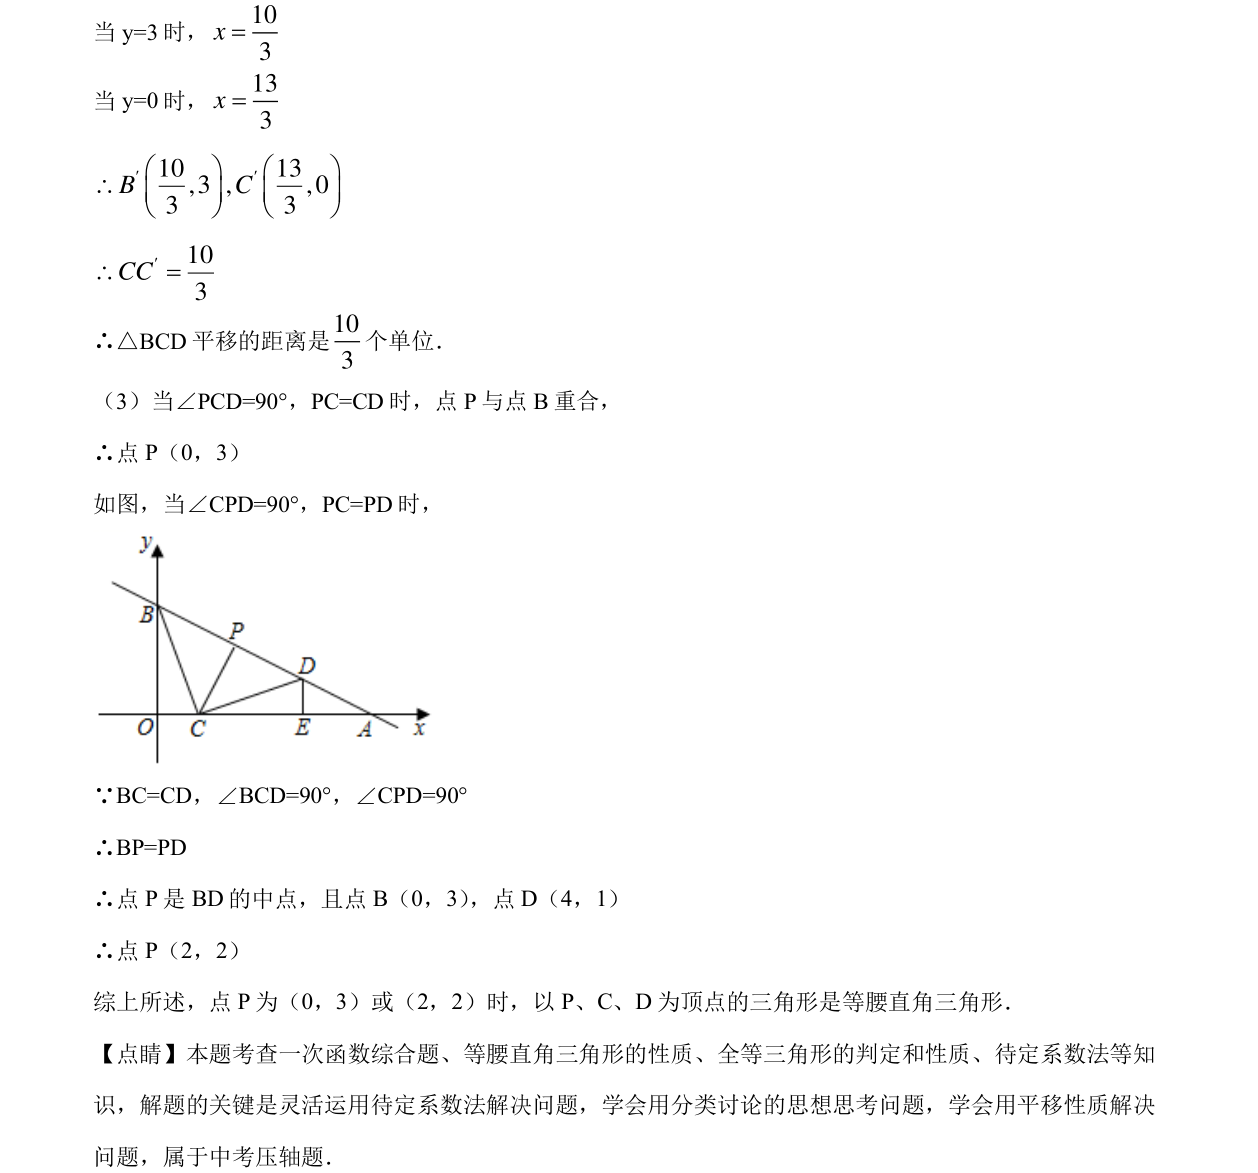 当 y=3 时， x = 10/3
当 y=0 时， x = 13/3
∴B′(10/3,3),C′(13/3,0)
∴CC′ = 10/3
∴△BCD 平移的距离是10/3个单位．
（3）当∠PCD=90°，PC=CD 时，点 P 与点 B 重合，
∴点 P（0，3）
如图，当∠CPD=90°，PC=PD 时，
y
B
P
D
O C E A x
∵BC=CD，∠BCD=90°，∠CPD=90°
∴BP=PD
∴点 P 是 BD 的中点，且点 B（0，3），点 D（4，1）
∴点 P（2，2）
综上所述，点 P 为（0，3）或（2，2）时，以 P、C、D 为顶点的三角形是等腰直角三角形．
【点睛】本题考查一次函数综合题、等腰直角三角形的性质、全等三角形的判定和性质、待定系数法等知
识，解题的关键是灵活运用待定系数法解决问题，学会用分类讨论的思想思考问题，学会用平移性质解决
问题，属于中考压轴题．